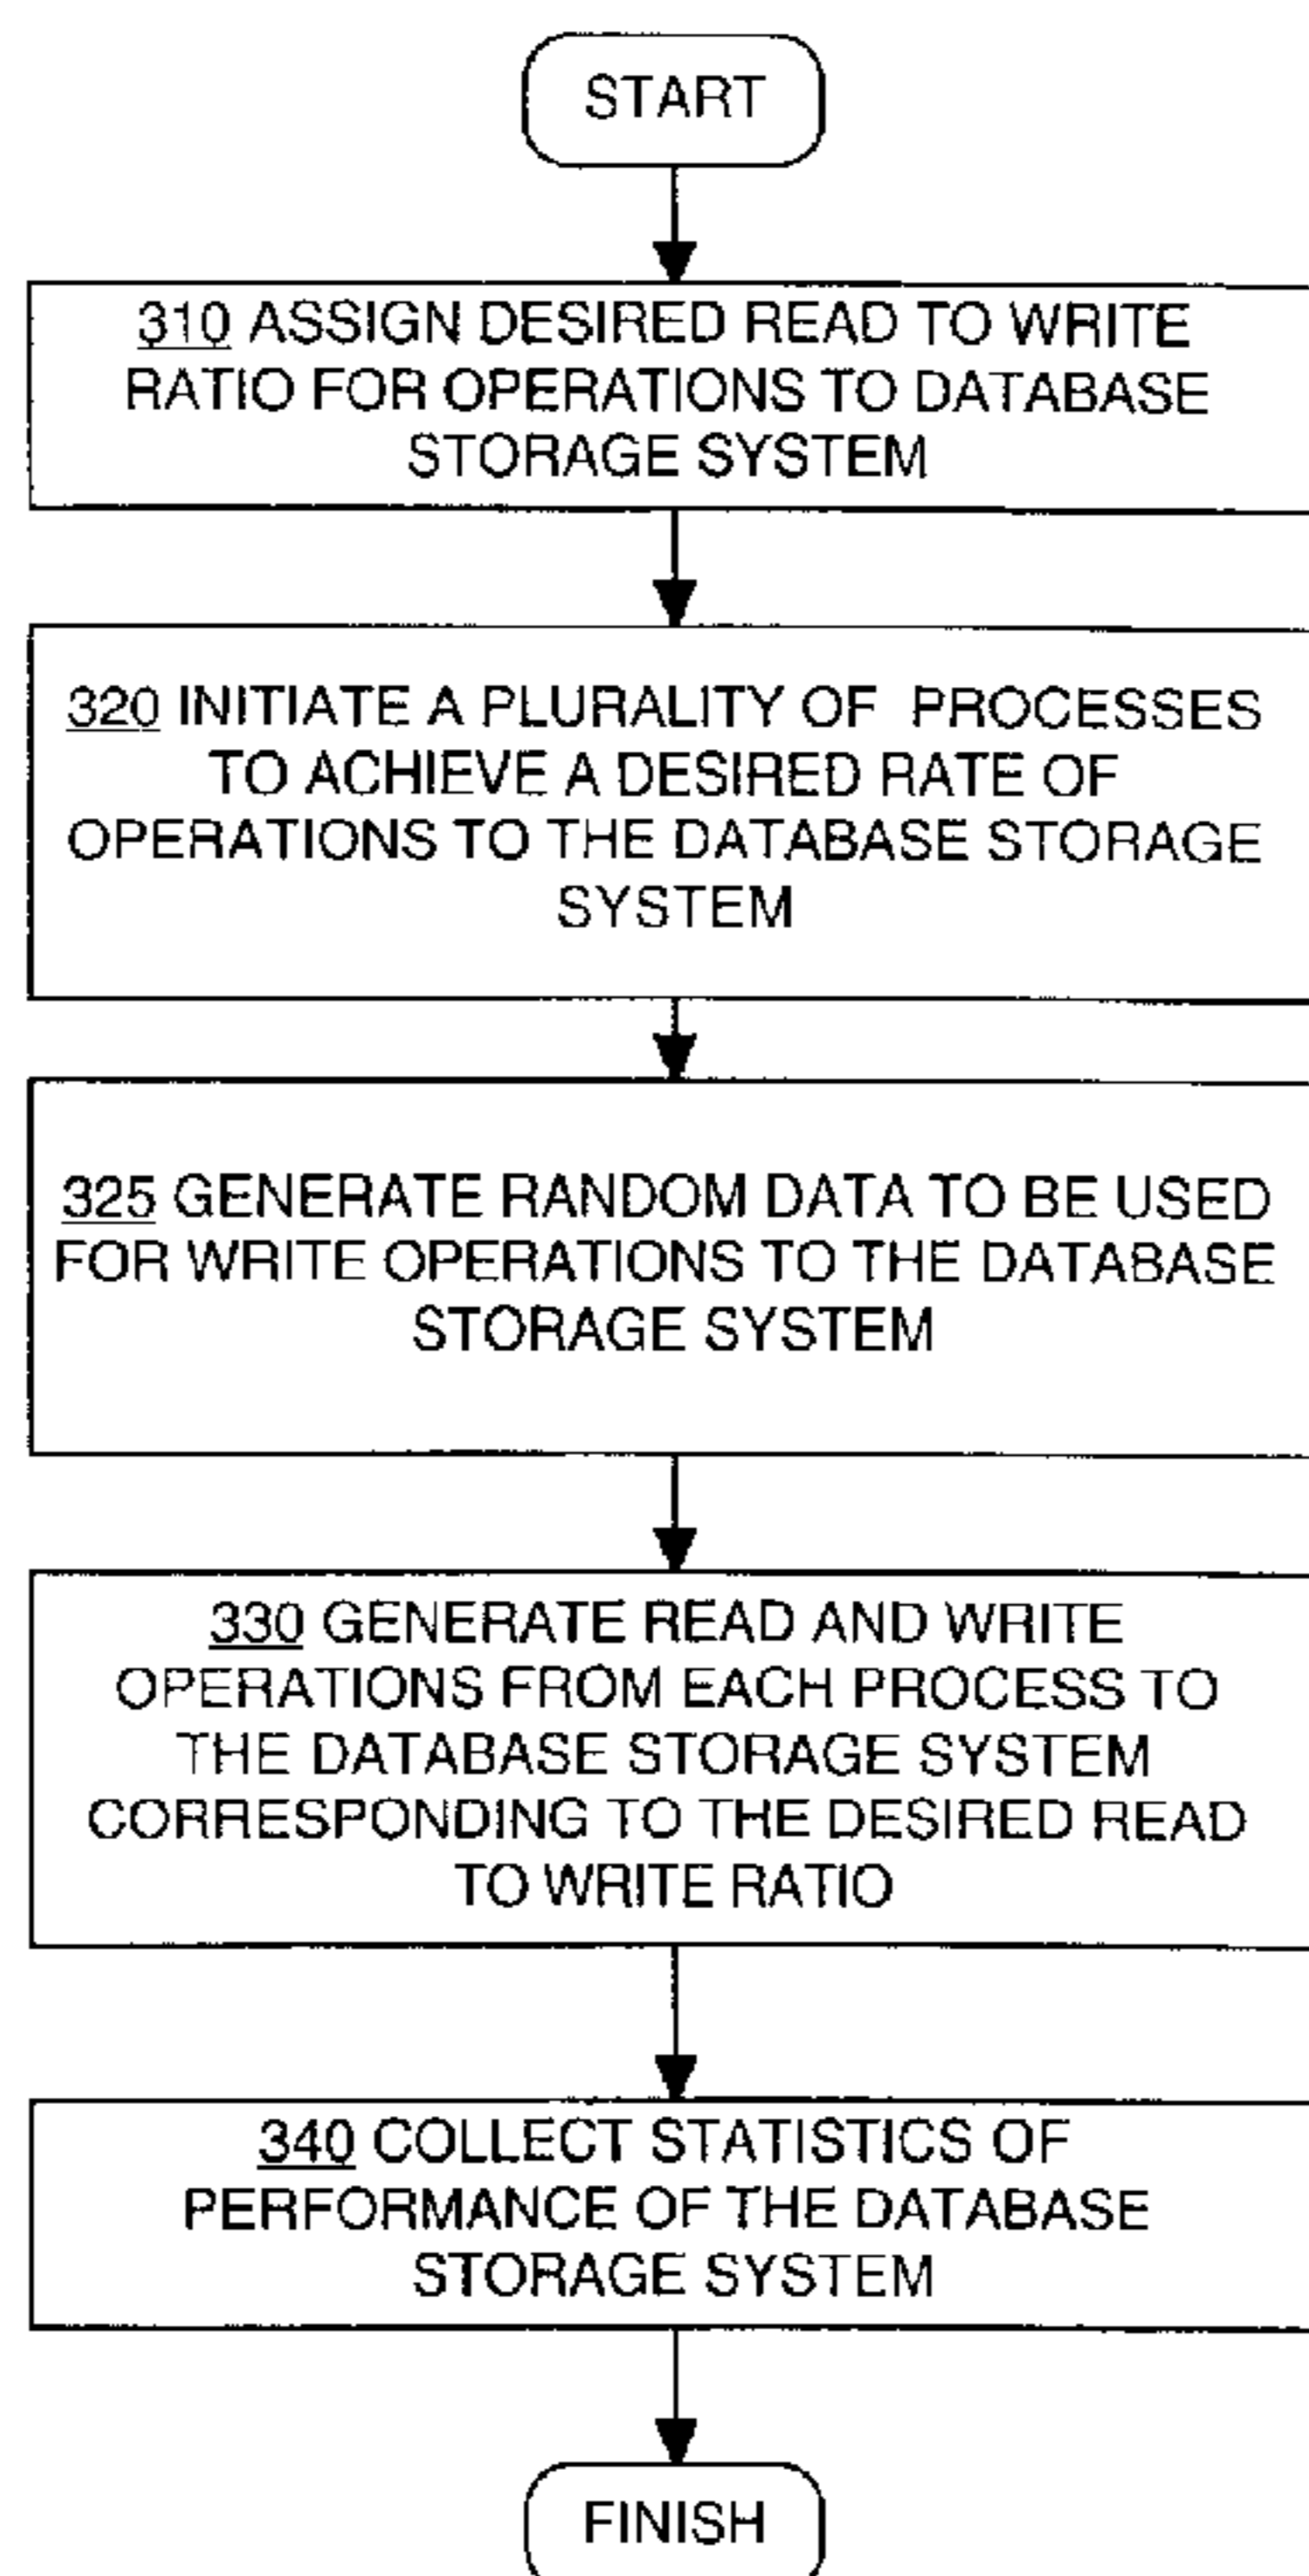 START
310 ASSIGN DESIRED READ TO WRITE
RATIO FOR OPERATIONS TO DATABASE
STORAGE SYSTEM
320 INITIATE A PLURALITY OF PROCESSES
TO ACHIEVE A DESIRED RATE OF
OPERATIONS TO THE DATABASE STORAGE
SYSTEM
325 GENERATE RANDOM DATA TO BE USED
FOR WRITE OPERATIONS TO THE DATABASE
STORAGE SYSTEM
330 GENERATE READ AND WRITE
OPERATIONS FROM EACH PROCESS TO
THE DATABASE STORAGE SYSTEM
CORRESPONDING TO THE DESIRED READ
TO WRITE RATIO
340 COLLECT STATISTICS OF
PERFORMANCE OF THE DATABASE
STORAGE SYSTEM
FINISH